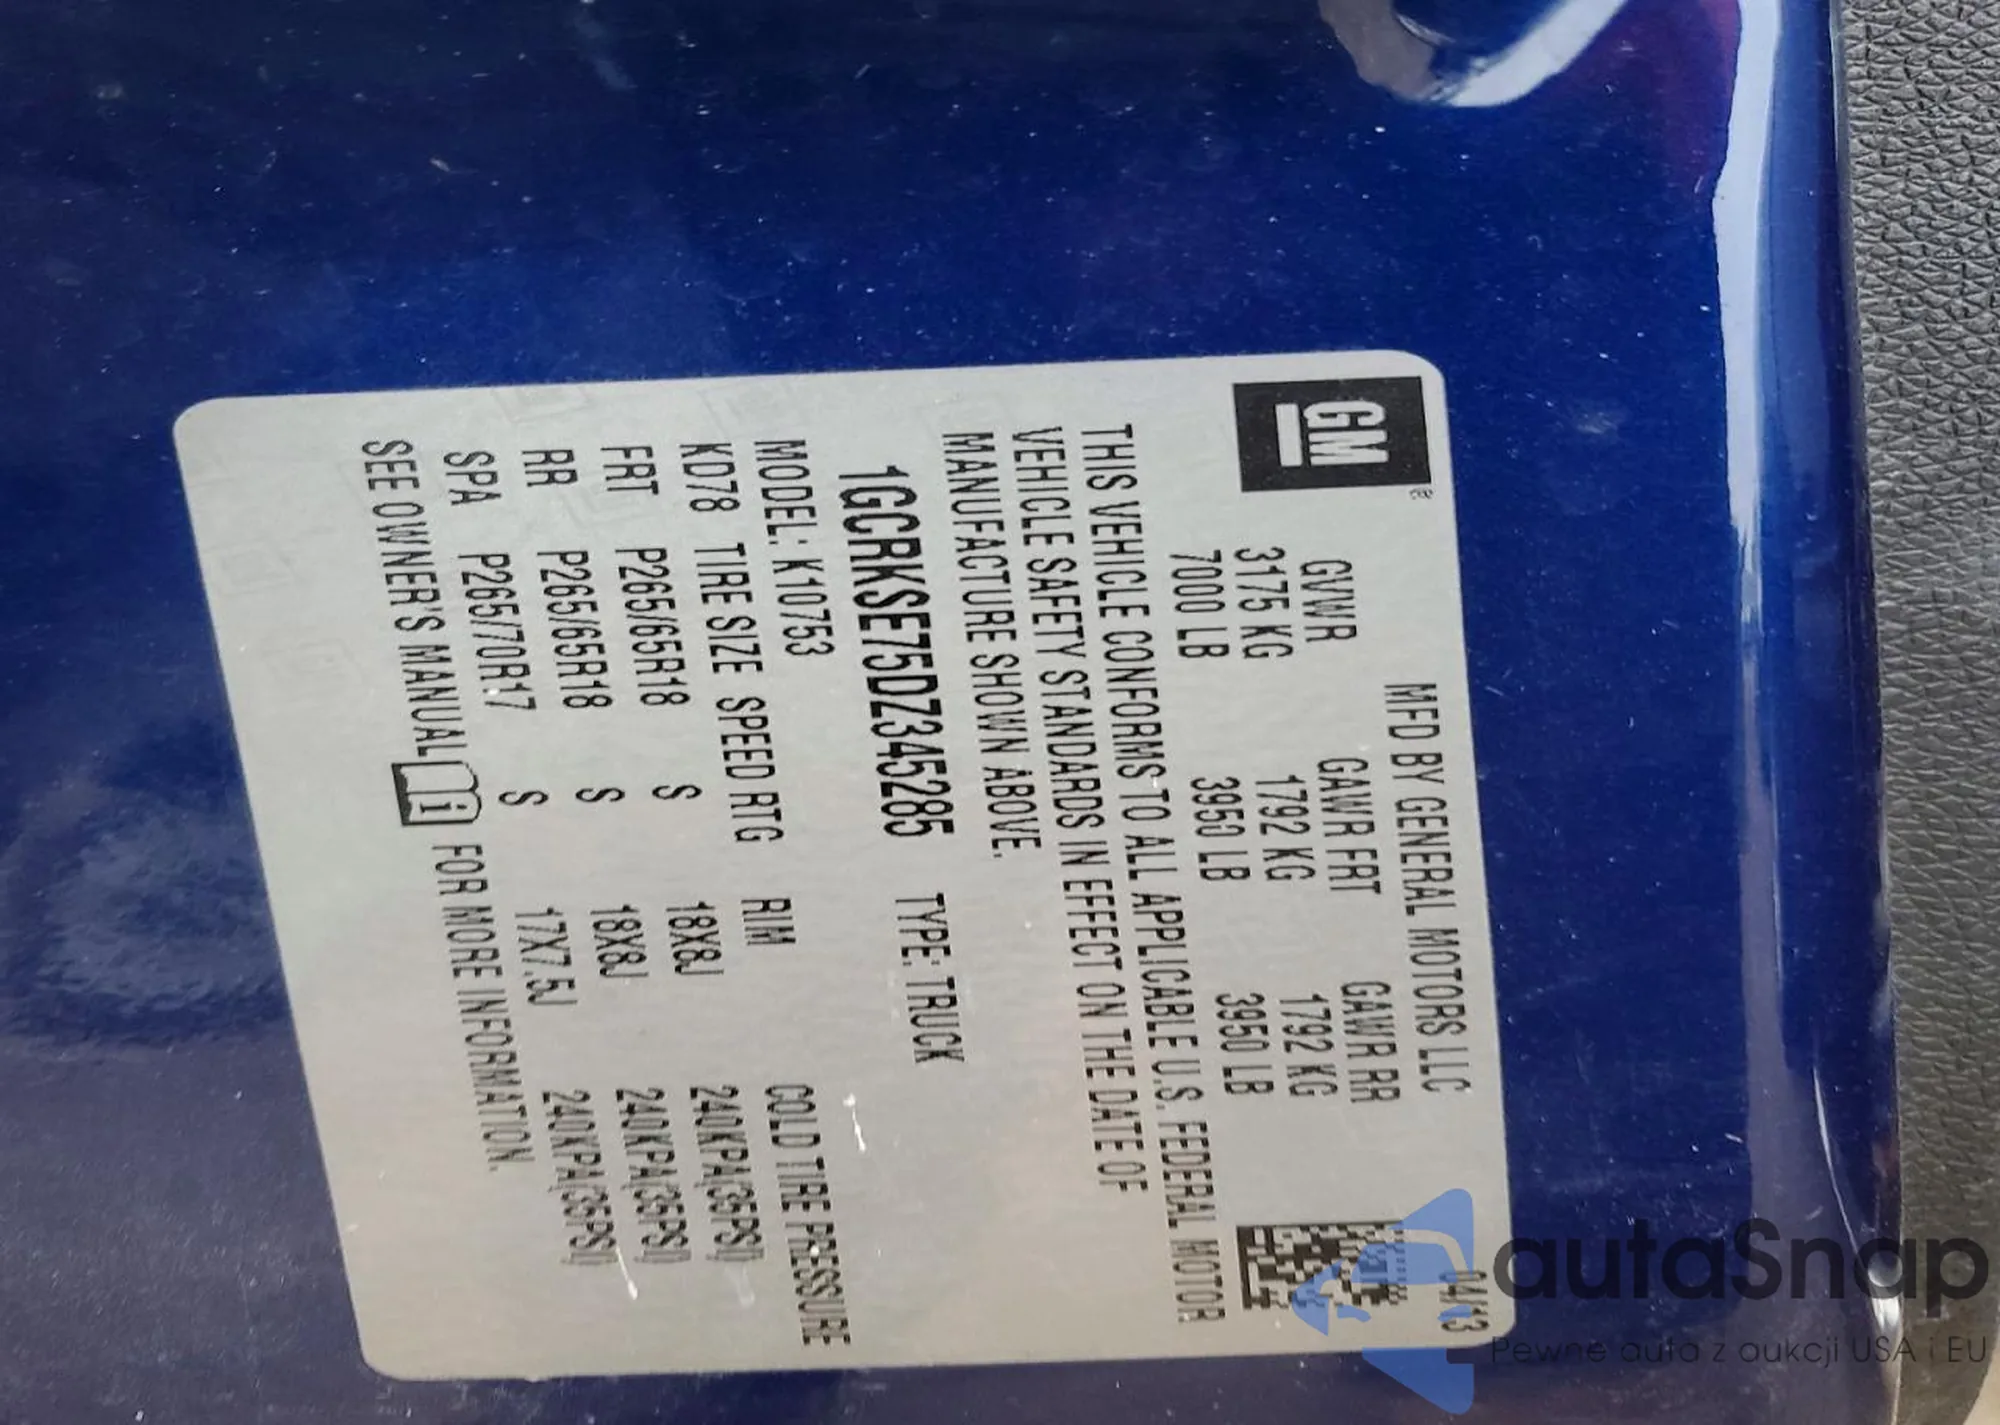 GM®
MFD BY GENERAL MOTORS LLC 04/13
GVWR GAWR FRT GAWR RR
3175 KG 1792 KG 1792 KG
7000 LB 3950 LB 3950 LB
THIS VEHICLE CONFORMS TO ALL APPLICABLE U.S. FEDERAL MOTOR
VEHICLE SAFETY STANDARDS IN EFFECT ON THE DATE OF
MANUFACTURE SHOWN ABOVE.
1GCRKSE75DZ345285 TYPE: TRUCK
MODEL: K10753
KD78 TIRE SIZE SPEED RTG RIM COLD TIRE PRESSURE
FRT P265/65R18 S 18X8J 240KPA(35PSI)
RR P265/65R18 S 18X8J 240KPA(35PSI)
SPA P265/70R17 S 17X7.5J 240KPA(35PSI)
SEE OWNER'S MANUAL i FOR MORE INFORMATION.
autaSnap
Pewne auta z aukcji USA i EU